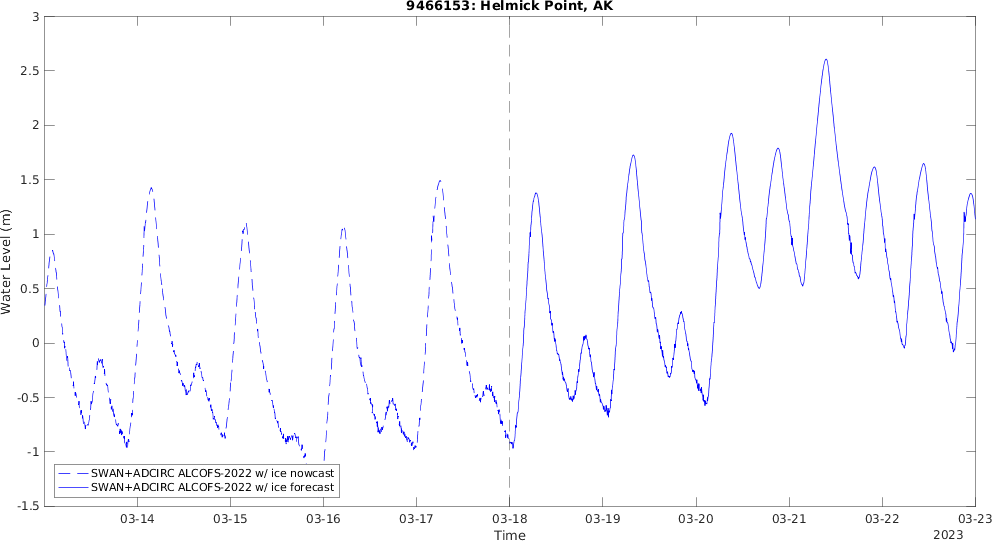 9466153: Helmick Point, AK
3
2.5
2
1.5
1
0.5
0
-0.5
-1
-1.5
Water Level (m)
SWAN+ADCIRC ALCOFS-2022 w/ ice nowcast
SWAN+ADCIRC ALCOFS-2022 w/ ice forecast
03-14 03-15 03-16 03-17 03-18 03-19 03-20 03-21 03-22 03-23
Time
2023